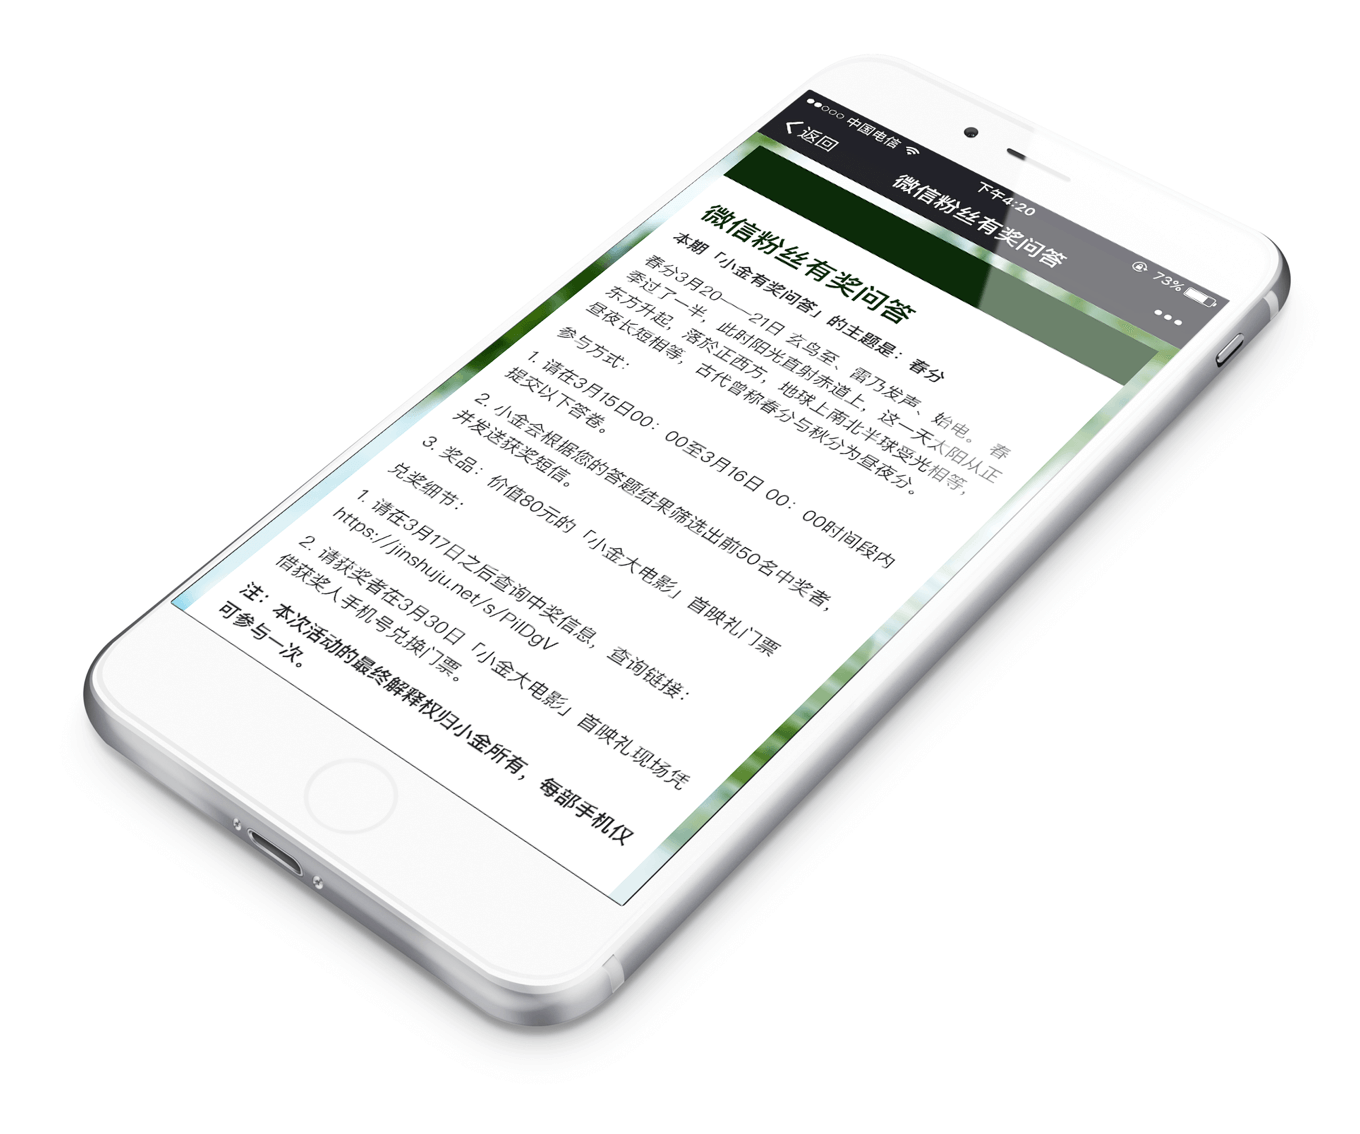 中国电信 下午4:20 73%
返回 微信粉丝有奖问答
微信粉丝有奖问答
本期「小金有奖问答」的主题是：春分
春分3月20——21日 玄鸟至、雷乃发声、始电。 春
季过了一半，此时阳光直射赤道上，这一天太阳从正
东方升起，落於正西方，地球上南北半球受光相等，
昼夜长短相等，古代曾称春分与秋分为昼夜分。
参与方式：
1. 请在3月15日00：00至3月16日 00：00时间段内
提交以下答卷。
2. 小金会根据您的答题结果筛选出前50名中奖者，
并发送获奖短信。
3. 奖品：价值80元的「小金大电影」首映礼门票
兑奖细节：
1. 请在3月17日之后查询中奖信息，查询链接：
https://jinshuju.net/s/PilDgV
2. 请获奖者在3月30日「小金大电影」首映礼现场凭
借获奖人手机号兑换门票。
注：本次活动的最终解释权归小金所有，每部手机仅
可参与一次。